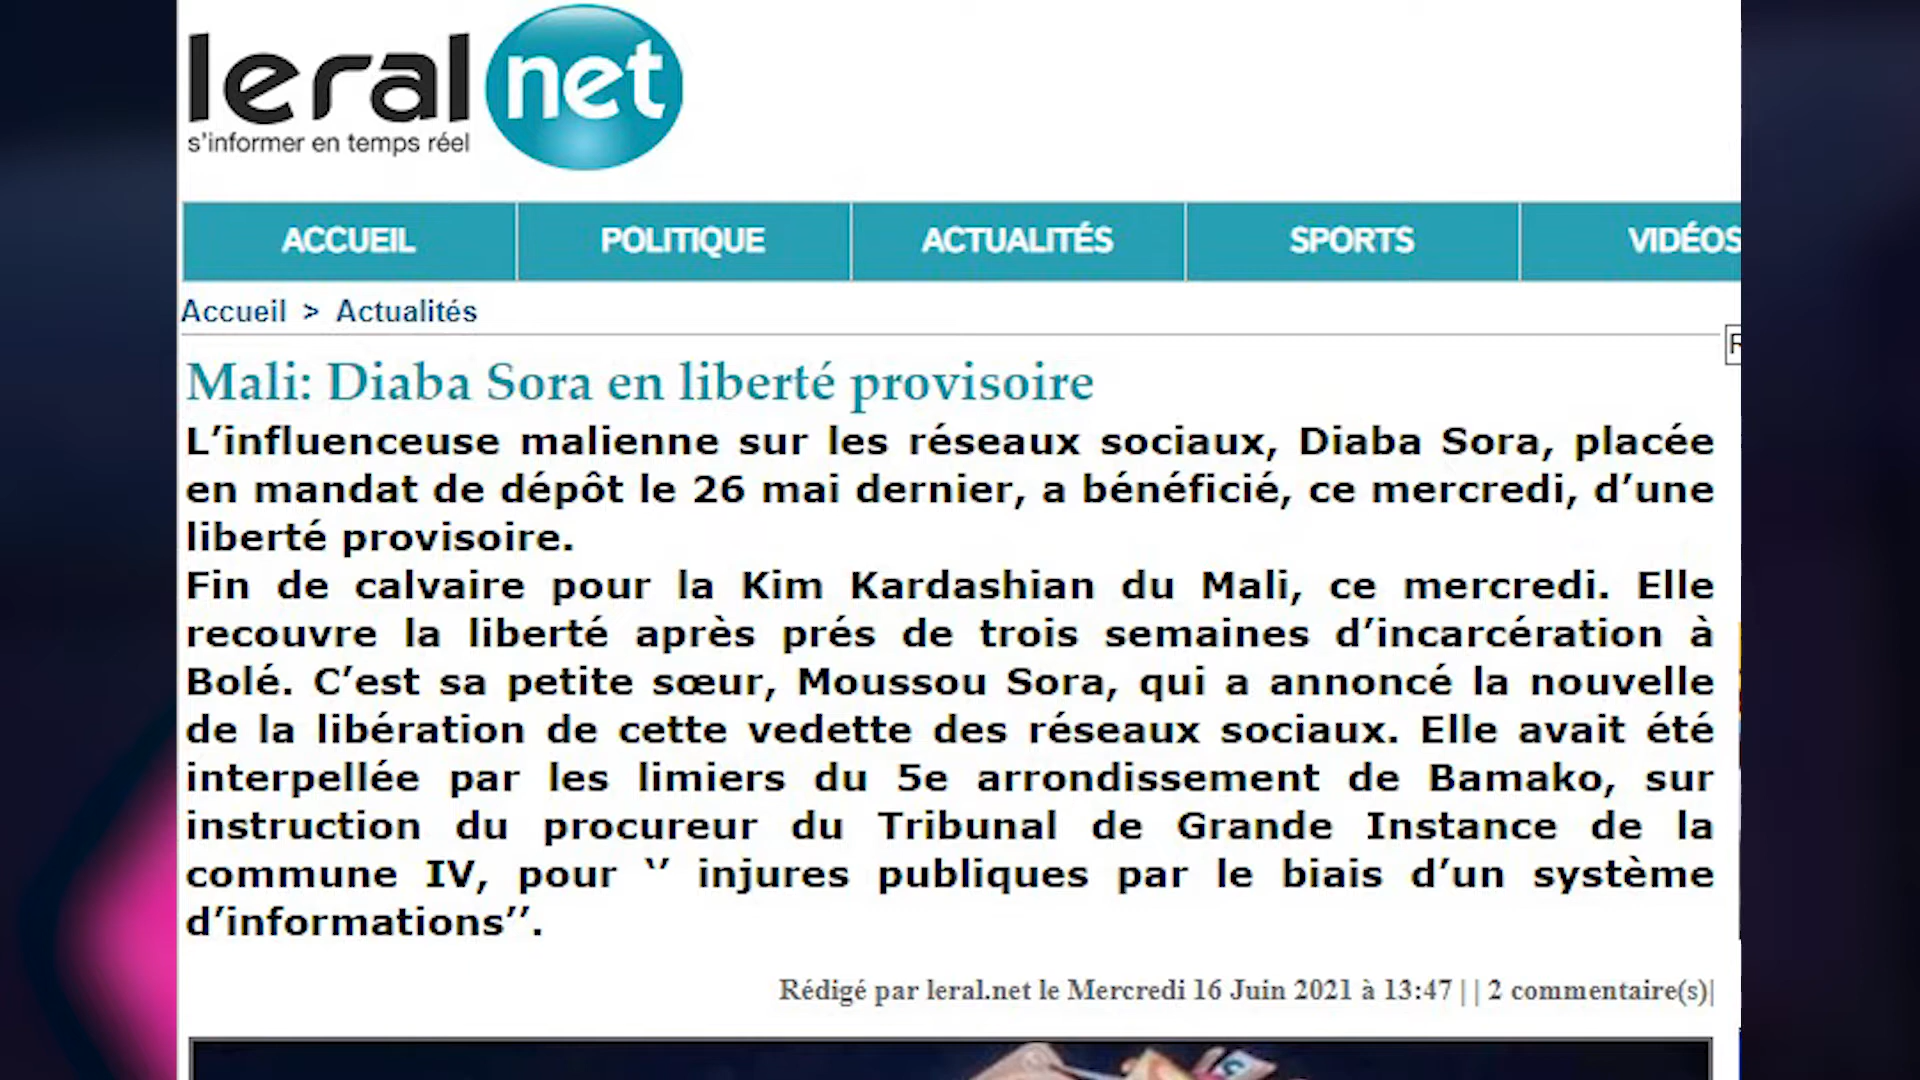 leral net
s'informer en temps réel
ACCUEIL POLITIQUE ACTUALITÉS SPORTS VIDÉOS
Accueil > Actualités
Mali: Diaba Sora en liberté provisoire
L’influenceuse malienne sur les réseaux sociaux, Diaba Sora, placée
en mandat de dépôt le 26 mai dernier, a bénéficié, ce mercredi, d’une
liberté provisoire.
Fin de calvaire pour la Kim Kardashian du Mali, ce mercredi. Elle
recouvre la liberté après prés de trois semaines d’incarcération à
Bolé. C’est sa petite sœur, Moussou Sora, qui a annoncé la nouvelle
de la libération de cette vedette des réseaux sociaux. Elle avait été
interpellée par les limiers du 5e arrondissement de Bamako, sur
instruction du procureur du Tribunal de Grande Instance de la
commune IV, pour ‘’ injures publiques par le biais d’un système
d’informations’’.
Rédigé par leral.net le Mercredi 16 Juin 2021 à 13:47 | | 2 commentaire(s)|